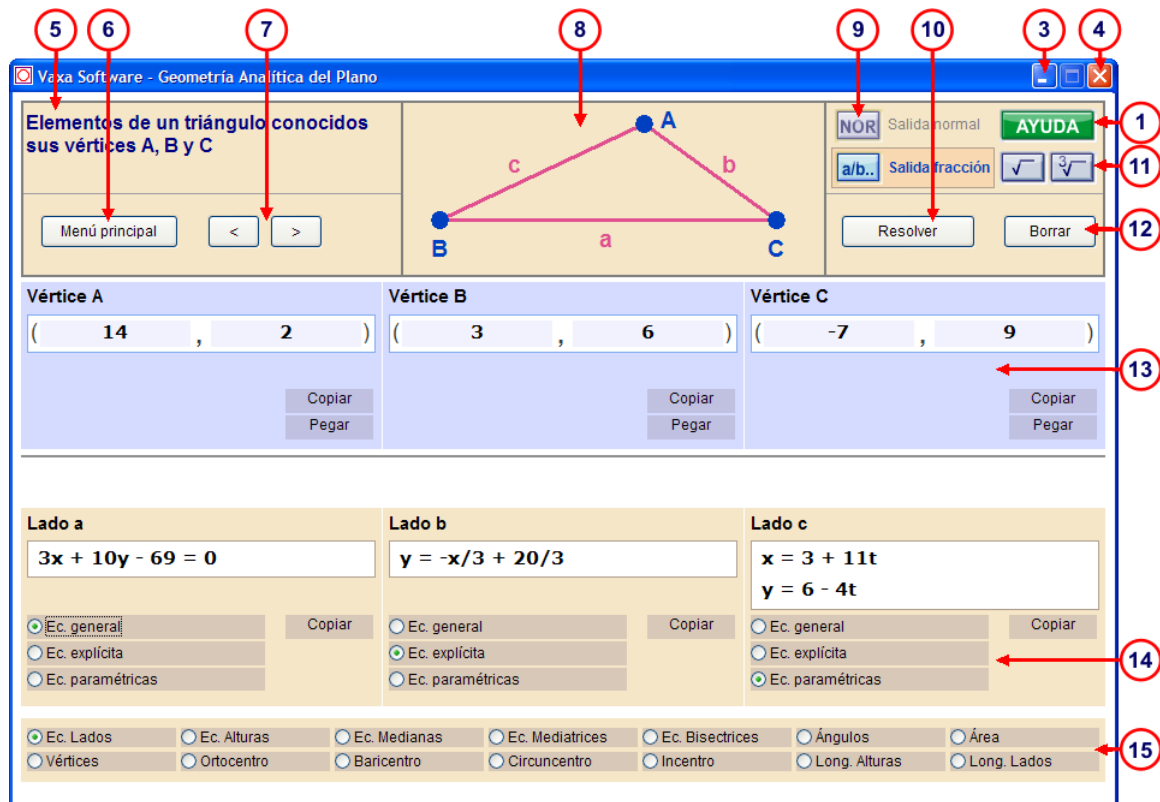 5 6 7 8 9 10 3 4
Vaxa Software - Geometría Analítica del Plano
Elementos de un triángulo conocidos
sus vértices A, B y C
Menú principal < >
A
c b
B a C
NOR Salida normal AYUDA 1
a/b.. Salida fracción √ 3√ 11
Resolver Borrar 12
Vértice A Vértice B Vértice C
( 14 , 2 ) ( 3 , 6 ) ( -7 , 9 )
13
Copiar Copiar Copiar
Pegar Pegar Pegar
Lado a Lado b Lado c
3x + 10y - 69 = 0 y = -x/3 + 20/3 x = 3 + 11t
y = 6 - 4t
Ec. general Copiar Ec. general Copiar Ec. general Copiar
Ec. explícita Ec. explícita Ec. explícita 14
Ec. paramétricas Ec. paramétricas Ec. paramétricas
Ec. Lados Ec. Alturas Ec. Medianas Ec. Mediatrices Ec. Bisectrices Ángulos Área 15
Vértices Ortocentro Baricentro Circuncentro Incentro Long. Alturas Long. Lados